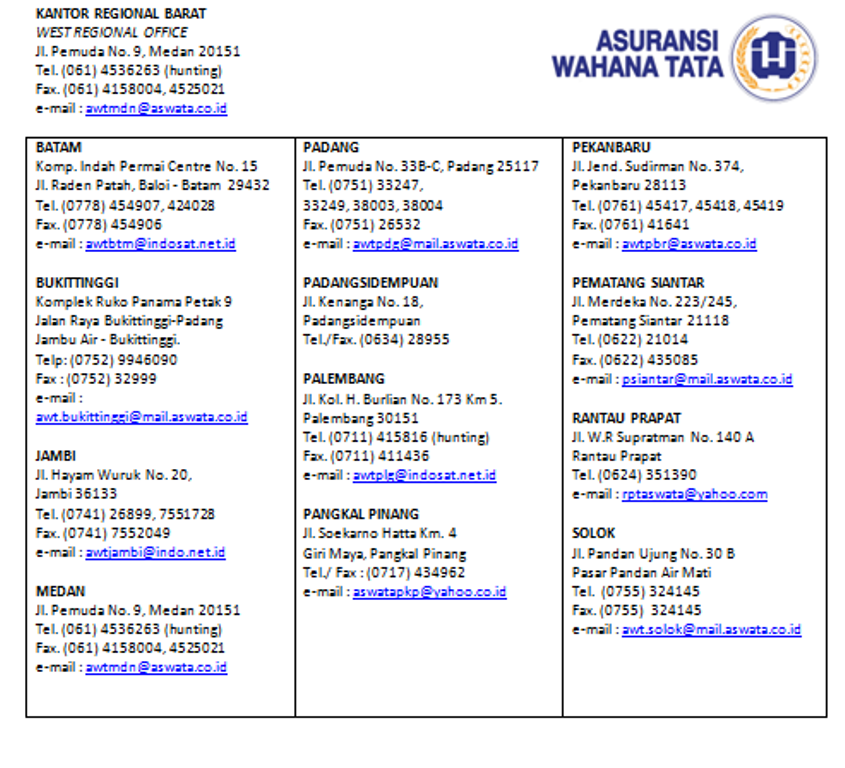 KANTOR REGIONAL BARAT
WEST REGIONAL OFFICE
Jl. Pemuda No. 9, Medan 20151
Tel. (061) 4536263 (hunting)
Fax. (061) 4158004, 4525021
e-mail : awtmdn@aswata.co.id
ASURANSI
WAHANA TATA
BATAM
Komp. Indah Permai Centre No. 15
Jl. Raden Patah, Baloi - Batam 29432
Tel. (0778) 454907, 424028
Fax. (0778) 454906
e-mail : awtbtm@indosat.net.id
BUKITTINGGI
Komplek Ruko Panama Petak 9
Jalan Raya Bukittinggi-Padang
Jambu Air - Bukittinggi.
Telp: (0752) 9946090
Fax : (0752) 32999
e-mail :
awt.bukittinggi@mail.aswata.co.id
JAMBI
Jl. Hayam Wuruk No. 20,
Jambi 36133
Tel. (0741) 26899, 7551728
Fax. (0741) 7552049
e-mail : awtjambi@indo.net.id
MEDAN
Jl. Pemuda No. 9, Medan 20151
Tel. (061) 4536263 (hunting)
Fax. (061) 4158004, 4525021
e-mail : awtmdn@aswata.co.id
PADANG
Jl. Pemuda No. 33B-C, Padang 25117
Tel. (0751) 33247,
33249, 38003, 38004
Fax. (0751) 26532
e-mail : awtpdg@mail.aswata.co.id
PADANGSIDEMPUAN
Jl. Kenanga No. 18,
Padangsidempuan
Tel./Fax. (0634) 28955
PALEMBANG
Jl. Kol. H. Burlian No. 173 Km 5.
Palembang 30151
Tel. (0711) 415816 (hunting)
Fax. (0711) 411436
e-mail : awtplg@indosat.net.id
PANGKAL PINANG
Jl. Soekarno Hatta Km. 4
Giri Maya, Pangkal Pinang
Tel./ Fax : (0717) 434962
e-mail : aswatapkp@yahoo.co.id
PEKANBARU
Jl. Jend. Sudirman No. 374,
Pekanbaru 28113
Tel. (0761) 45417, 45418, 45419
Fax. (0761) 41641
e-mail : awtpbr@aswata.co.id
PEMATANG SIANTAR
Jl. Merdeka No. 223/245,
Pematang Siantar 21118
Tel. (0622) 21014
Fax. (0622) 435085
e-mail : psiantar@mail.aswata.co.id
RANTAU PRAPAT
Jl. W.R Supratman No. 140 A
Rantau Prapat
Tel. (0624) 351390
e-mail : rptaswata@yahoo.com
SOLOK
Jl. Pandan Ujung No. 30 B
Pasar Pandan Air Mati
Tel. (0755) 324145
Fax. (0755) 324145
e-mail : awt.solok@mail.aswata.co.id